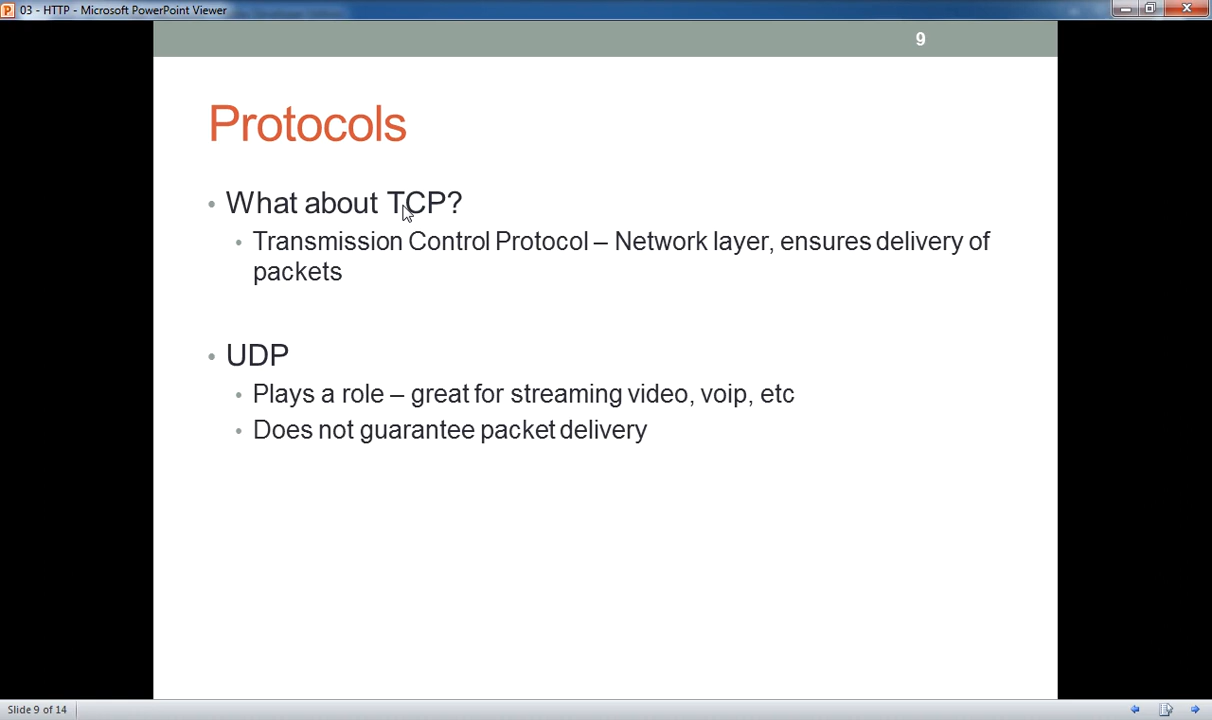 03 - HTTP - Microsoft PowerPoint Viewer
9
Protocols
• What about TCP?
• Transmission Control Protocol – Network layer, ensures delivery of
packets
• UDP
• Plays a role – great for streaming video, voip, etc
• Does not guarantee packet delivery
Slide 9 of 14